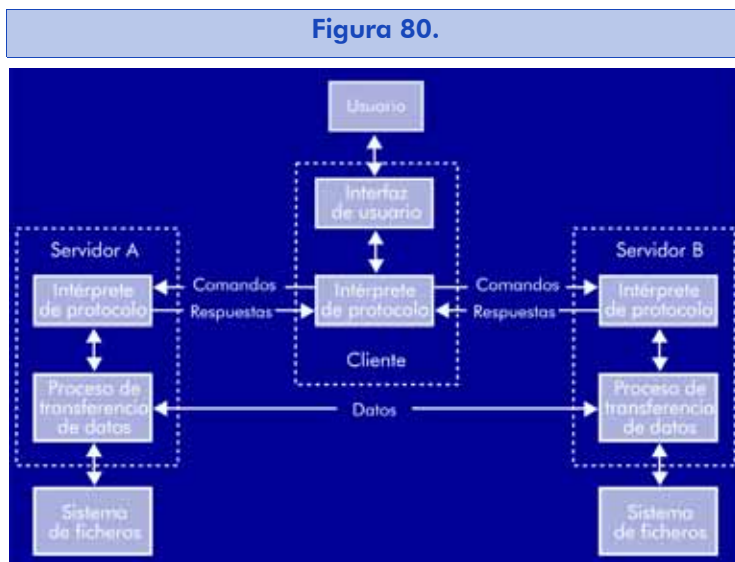 Figura 80.
Usuario
Interfaz
de usuario
Servidor A
Servidor B
Intérprete
de protocolo
Comandos
Respuestas
Intérprete
de protocolo
Comandos
Respuestas
Intérprete
de protocolo
Cliente
Proceso de
transferencia
de datos
Datos
Proceso de
transferencia
de datos
Sistema
de ficheros
Sistema
de ficheros